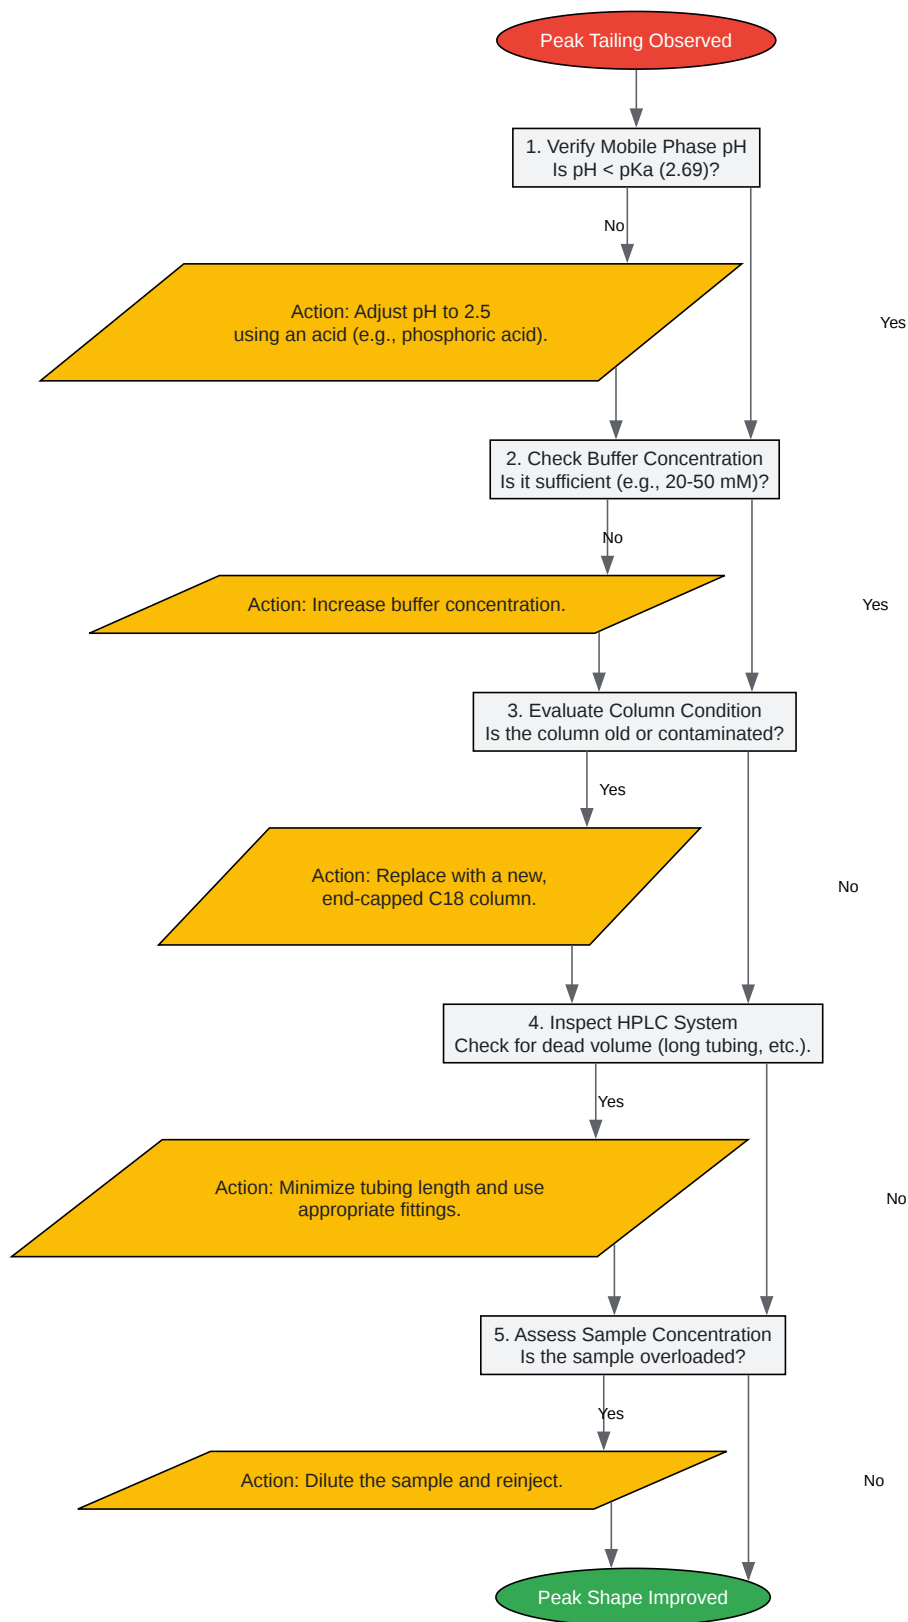 Peak Tailing Observed
1. Verify Mobile Phase pH
Is pH < pKa (2.69)?
No
Action: Adjust pH to 2.5
using an acid (e.g., phosphoric acid).
Yes
2. Check Buffer Concentration
Is it sufficient (e.g., 20-50 mM)?
No
Action: Increase buffer concentration.
Yes
3. Evaluate Column Condition
Is the column old or contaminated?
Yes
Action: Replace with a new,
end-capped C18 column.
No
4. Inspect HPLC System
Check for dead volume (long tubing, etc.).
Yes
Action: Minimize tubing length and use
appropriate fittings.
No
5. Assess Sample Concentration
Is the sample overloaded?
Yes
Action: Dilute the sample and reinject.
No
Peak Shape Improved